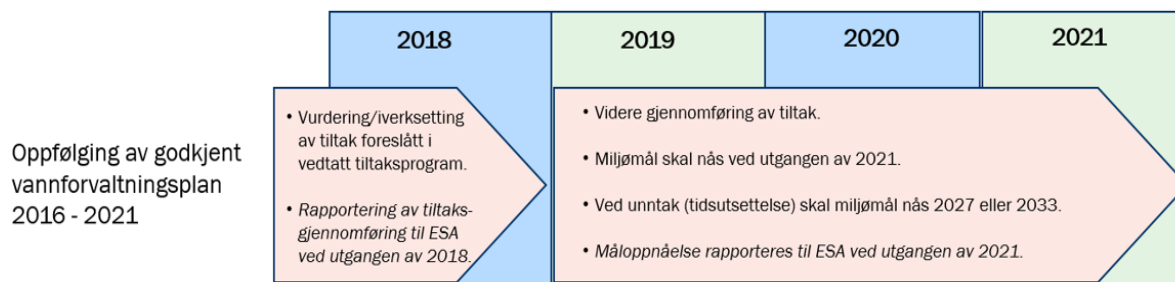 2018 2019 2020 2021
Oppfølging av godkjent
vannforvaltningsplan
2016 - 2021
• Vurdering/iverksetting
av tiltak foreslått i
vedtatt tiltaksprogram.
• Rapportering av tiltaks-
gjennomføring til ESA
ved utgangen av 2018.
• Videre gjennomføring av tiltak.
• Miljømål skal nås ved utgangen av 2021.
• Ved unntak (tidsutsettelse) skal miljømål nås 2027 eller 2033.
• Måloppnåelse rapporteres til ESA ved utgangen av 2021.